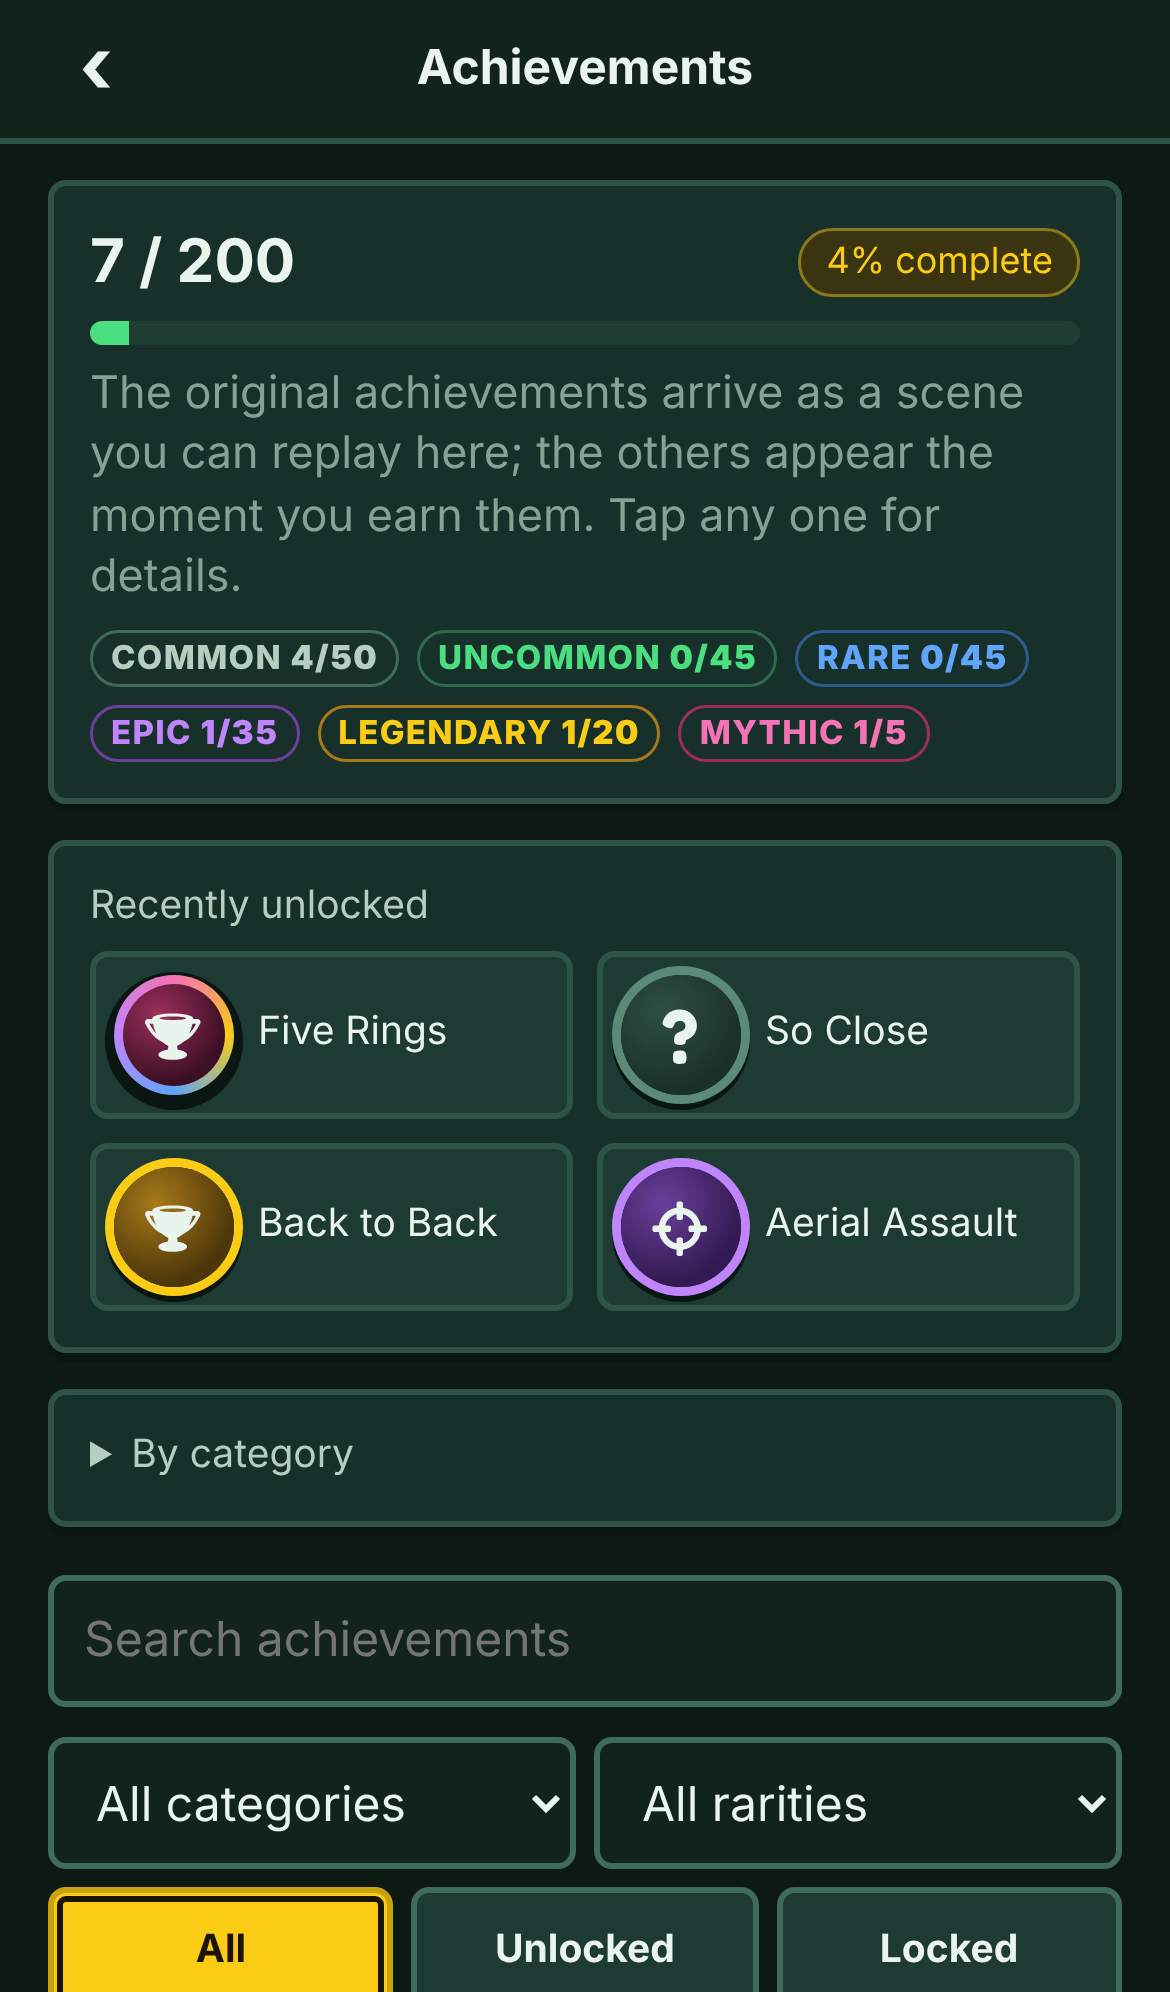 Achievements
7 / 200
4% complete
The original achievements arrive as a scene
you can replay here; the others appear the
moment you earn them. Tap any one for
details.
COMMON 4/50
UNCOMMON 0/45
RARE 0/45
EPIC 1/35
LEGENDARY 1/20
MYTHIC 1/5
Recently unlocked
Five Rings
?
So Close
Back to Back
Aerial Assault
By category
Search achievements
All categories
All rarities
All
Unlocked
Locked